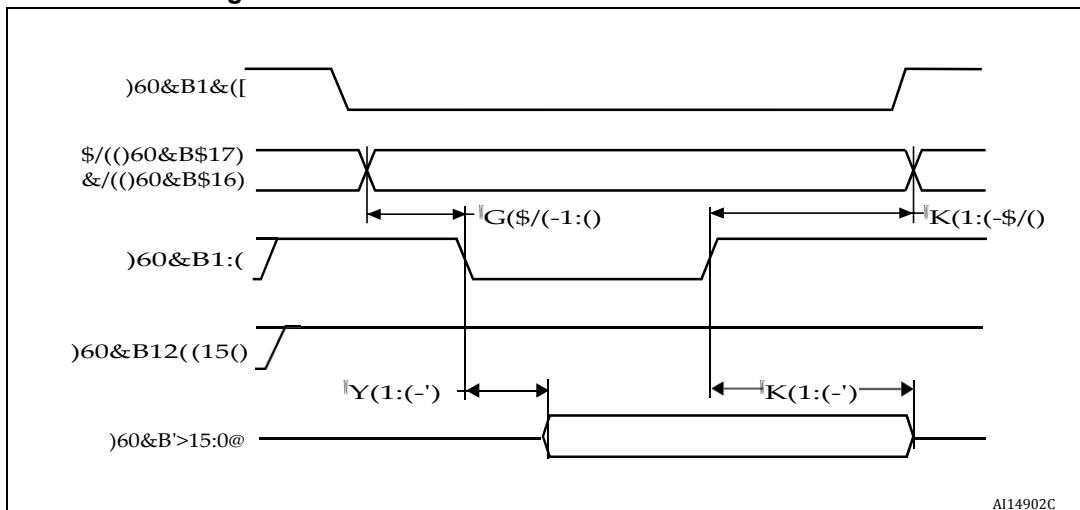 )60&B1&([
$/(()60&B$17)
&/(()60&B$16)
G($/(-1:()
K(1:(-$/()
)60&B1:(
)60&B12((15()
Y(1:(-')
K(1:(-')
)60&B'>15:0@
AI14902C